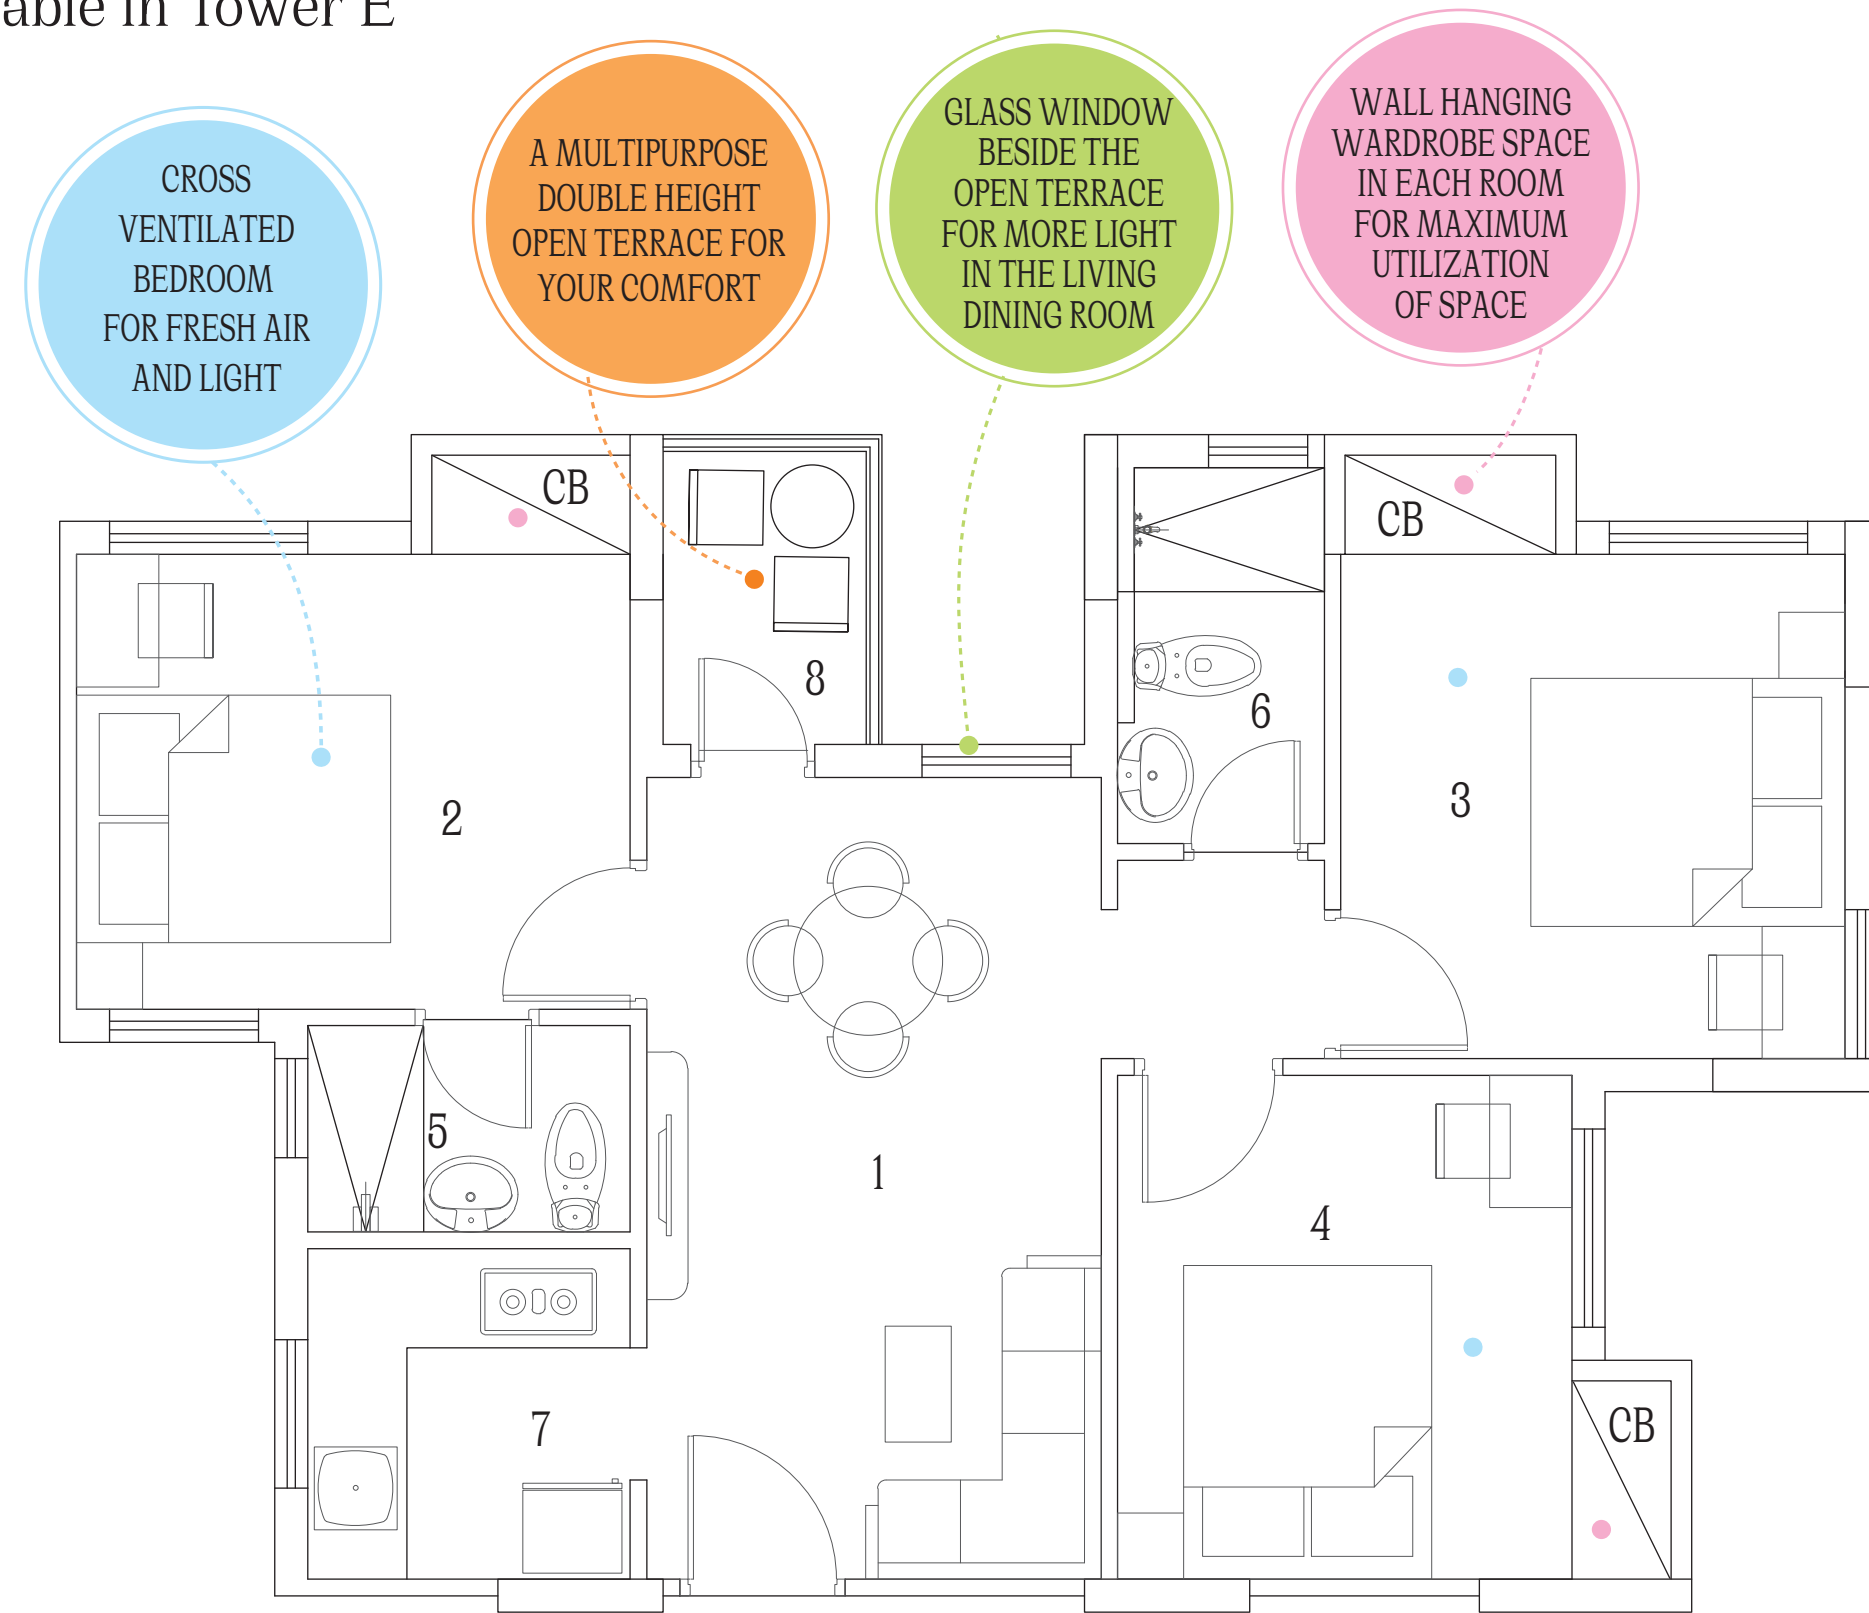 able in Tower E
CROSS
VENTILATED
BEDROOM
FOR FRESH AIR
AND LIGHT
A MULTIPURPOSE
DOUBLE HEIGHT
OPEN TERRACE FOR
YOUR COMFORT
GLASS WINDOW
BESIDE THE
OPEN TERRACE
FOR MORE LIGHT
IN THE LIVING
DINING ROOM
WALL HANGING
WARDROBE SPACE
IN EACH ROOM
FOR MAXIMUM
UTILIZATION
OF SPACE
CB
CB
8
6
2
3
5
1
4
7
CB